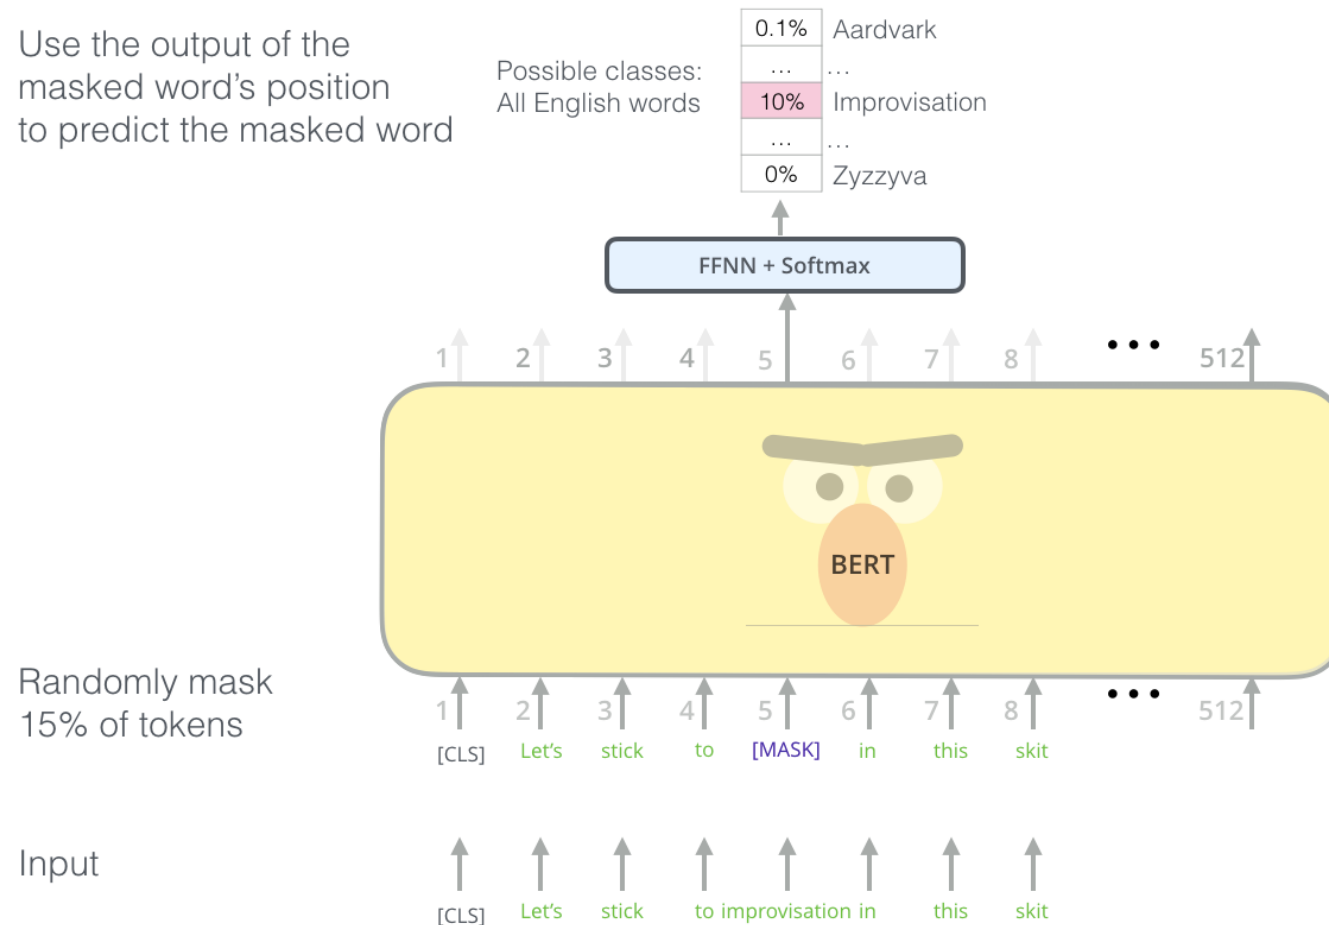 Use the output of the
masked word's position
to predict the masked word
Possible classes:
All English words
0.1% Aardvark
... ...
10% Improvisation
... ...
0% Zyzzyva
FFNN + Softmax
1 2 3 4 5 6 7 8 ••• 512
BERT
Randomly mask
15% of tokens
1 2 3 4 5 6 7 8 ••• 512
[CLS] Let's stick to [MASK] in this skit
Input
[CLS] Let's stick to improvisation in this skit